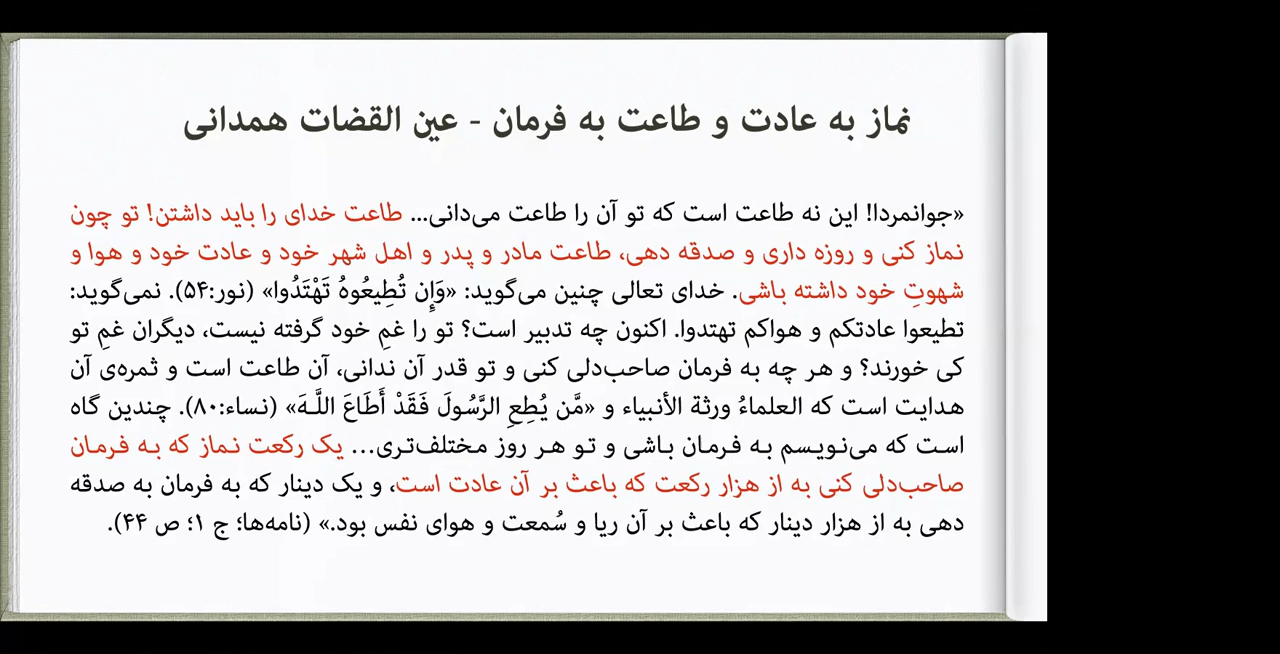 نماز به عادت و طاعت به فرمان - عین القضات همدانی
«جوانمردا! این نه طاعت است که تو آن را طاعت می‌دانی... طاعت خدای را باید داشتن! تو چون
نماز کنی و روزه داری و صدقه دهی، طاعت مادر و پدر و اهل شهر خود و عادت خود و هوا و
شهوتِ خود داشته باشی. خدای تعالی چنین می‌گوید: «وَإِن تُطِیعُوهُ تَهْتَدُوا» (نور:۵۴). نمی‌گوید:
تطیعوا عادتکم و هواکم تهتدوا. اکنون چه تدبیر است؟ تو را غمِ خود گرفته نیست، دیگران غمِ تو
کی خورند؟ و هر چه به فرمان صاحب‌دلی کنی و تو قدر آن ندانی، آن طاعت است و ثمره‌ی آن
هدایت است که العلماءُ ورثة الأنبیاء و «مَّن یُطِعِ الرَّسُولَ فَقَدْ أَطَاعَ اللَّـهَ» (نساء:۸۰). چندین گاه
است که می‌نویسم به فرمان باشی و تو هر روز مختلف‌تری... یک رکعت نماز که به فرمان
صاحب‌دلی کنی به از هزار رکعت که باعث بر آن عادت است، و یک دینار که به فرمان به صدقه
دهی به از هزار دینار که باعث بر آن ریا و سُمعت و هوای نفس بود.» (نامه‌ها؛ ج ۱؛ ص ۴۴).